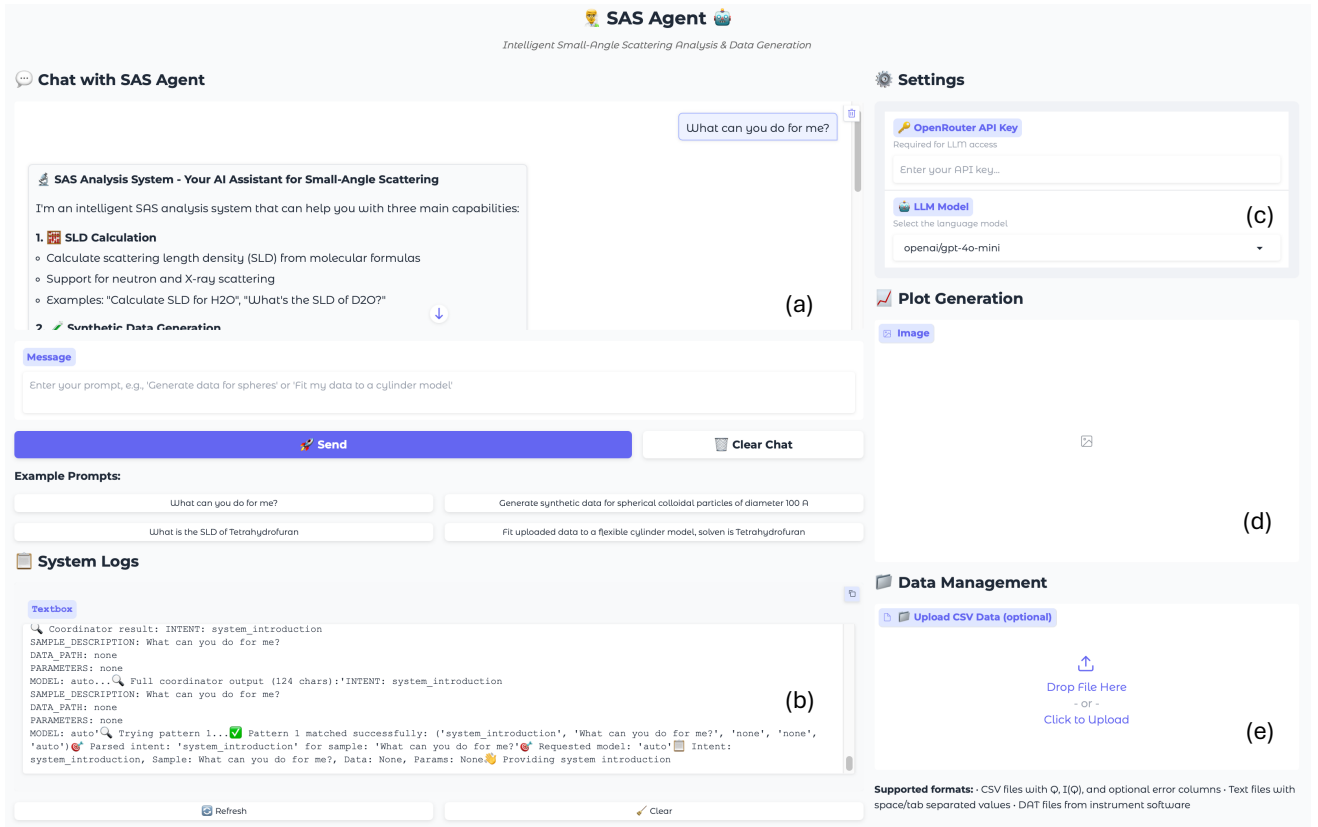 SAS Agent
Intelligent Small-Angle Scattering Analysis & Data Generation
Chat with SAS Agent
What can you do for me?
SAS Analysis System - Your AI Assistant for Small-Angle Scattering
I'm an intelligent SAS analysis system that can help you with three main capabilities:
1. SLD Calculation
Calculate scattering length density (SLD) from molecular formulas
Support for neutron and X-ray scattering
Examples: "Calculate SLD for H2O", "What's the SLD of D2O?"
2. Synthetic Data Generation
(a)
Message
Enter your prompt, e.g., 'Generate data for spheres' or 'Fit my data to a cylinder model'
Send
Clear Chat
Example Prompts:
What can you do for me?
Generate synthetic data for spherical colloidal particles of diameter 100 A
What is the SLD of Tetrahydrofuran
Fit uploaded data to a flexible cylinder model, solven is Tetrahydrofuran
System Logs
Textbox
Coordinator result: INTENT: system_introduction
SAMPLE_DESCRIPTION: What can you do for me?
DATA_PATH: none
PARAMETERS: none
MODEL: auto...🔍 Full coordinator output (124 chars):'INTENT: system_introduction
SAMPLE_DESCRIPTION: What can you do for me?
DATA_PATH: none
PARAMETERS: none
MODEL: auto'🔍 Trying pattern 1...✅ Pattern 1 matched successfully: ('system_introduction', 'What can you do for me?', 'none', 'none',
'auto')🎯 Parsed intent: 'system_introduction' for sample: 'What can you do for me?'🎯 Requested model: 'auto'📋 Intent:
system_introduction, Sample: What can you do for me?, Data: None, Params: None👋 Providing system introduction
(b)
Refresh
Clear
Settings
OpenRouter API Key
Required for LLM access
Enter your API key...
LLM Model
Select the language model
openai/gpt-4o-mini
(c)
Plot Generation
Image
(d)
Data Management
Upload CSV Data (optional)
Drop File Here
- or -
Click to Upload
(e)
Supported formats: · CSV files with Q, I(Q), and optional error columns · Text files with
space/tab separated values · DAT files from instrument software